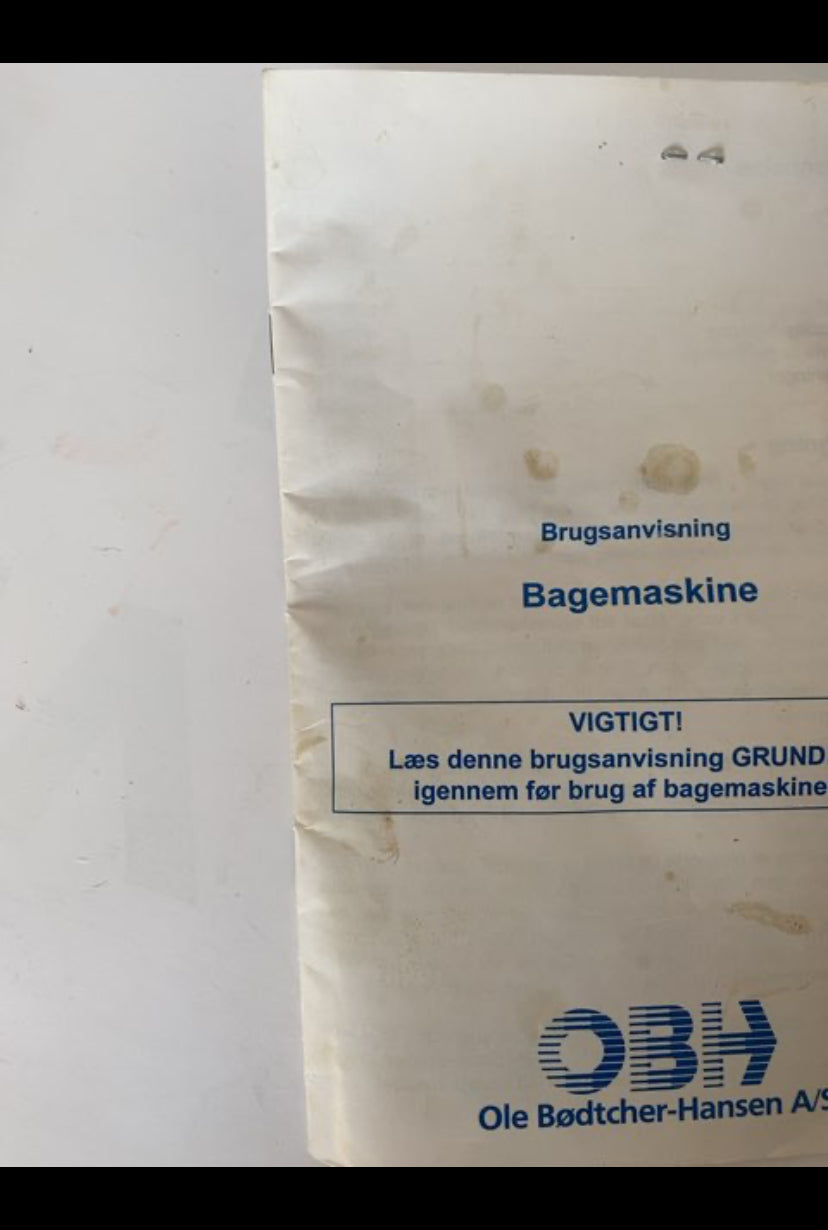 Brugsanvisning
Bagemaskine
VIGTIGT!
Læs denne brugsanvisning GRUND
igennem før brug af bagemaskine
OBH
Ole Bødtcher-Hansen A/S